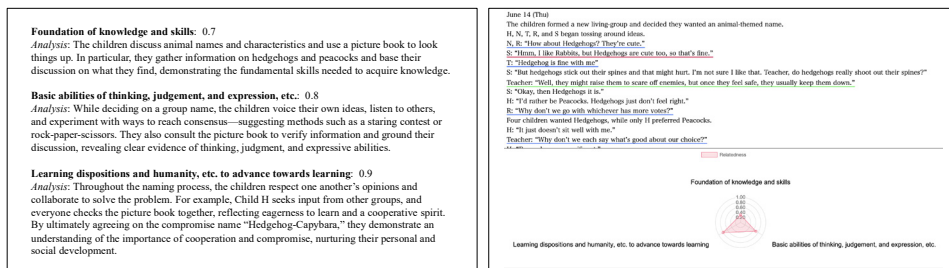 Foundation of knowledge and skills: 0.7
Analysis: The children discuss animal names and characteristics and use a picture book to look
things up. In particular, they gather information on hedgehogs and peacocks and base their
discussion on what they find, demonstrating the fundamental skills needed to acquire knowledge.
Basic abilities of thinking, judgement, and expression, etc.: 0.8
Analysis: While deciding on a group name, the children voice their own ideas, listen to others,
and experiment with ways to reach consensus—suggesting methods such as a staring contest or
rock-paper-scissors. They also consult the picture book to verify information and ground their
discussion, revealing clear evidence of thinking, judgment, and expressive abilities.
Learning dispositions and humanity, etc. to advance towards learning: 0.9
Analysis: Throughout the naming process, the children respect one another's opinions and
collaborate to solve the problem. For example, Child H seeks input from other groups, and
everyone checks the picture book together, reflecting eagerness to learn and a cooperative spirit.
By ultimately agreeing on the compromise name “Hedgehog-Capybara,” they demonstrate an
understanding of the importance of cooperation and compromise, nurturing their personal and
social development.
June 14 (Thu)
The children formed a new living-group and decided they wanted an animal-themed name.
H, N, T, R, and S began tossing around ideas.
N, R: “How about Hedgehogs? They're cute.”
S: “Hmm, I like Rabbits, but Hedgehogs are cute too, so that's fine.”
T: “Hedgehog is fine with me”
S: “But hedgehogs stick out their spines and that might hurt. I'm not sure I like that. Teacher, do hedgehogs really shoot out their spines?”
Teacher: “Well, they might raise them to scare off enemies, but once they feel safe, they usually keep them down.”
S: “Okay, then Hedgehogs it is.”
H: “I'd rather be Peacocks. Hedgehogs just don't feel right.”
R: “Why don't we go with whichever has more votes?”
Four children wanted Hedgehogs, while only H preferred Peacocks.
H: “It just doesn't sit well with me.”
Teacher: “Why don't we each say what's good about our choice?”
Relatedness
Foundation of knowledge and skills
1.00
0.80
0.60
0.40
Learning dispositions and humanity, etc. to advance towards learning
Basic abilities of thinking, judgement, and expression, etc.